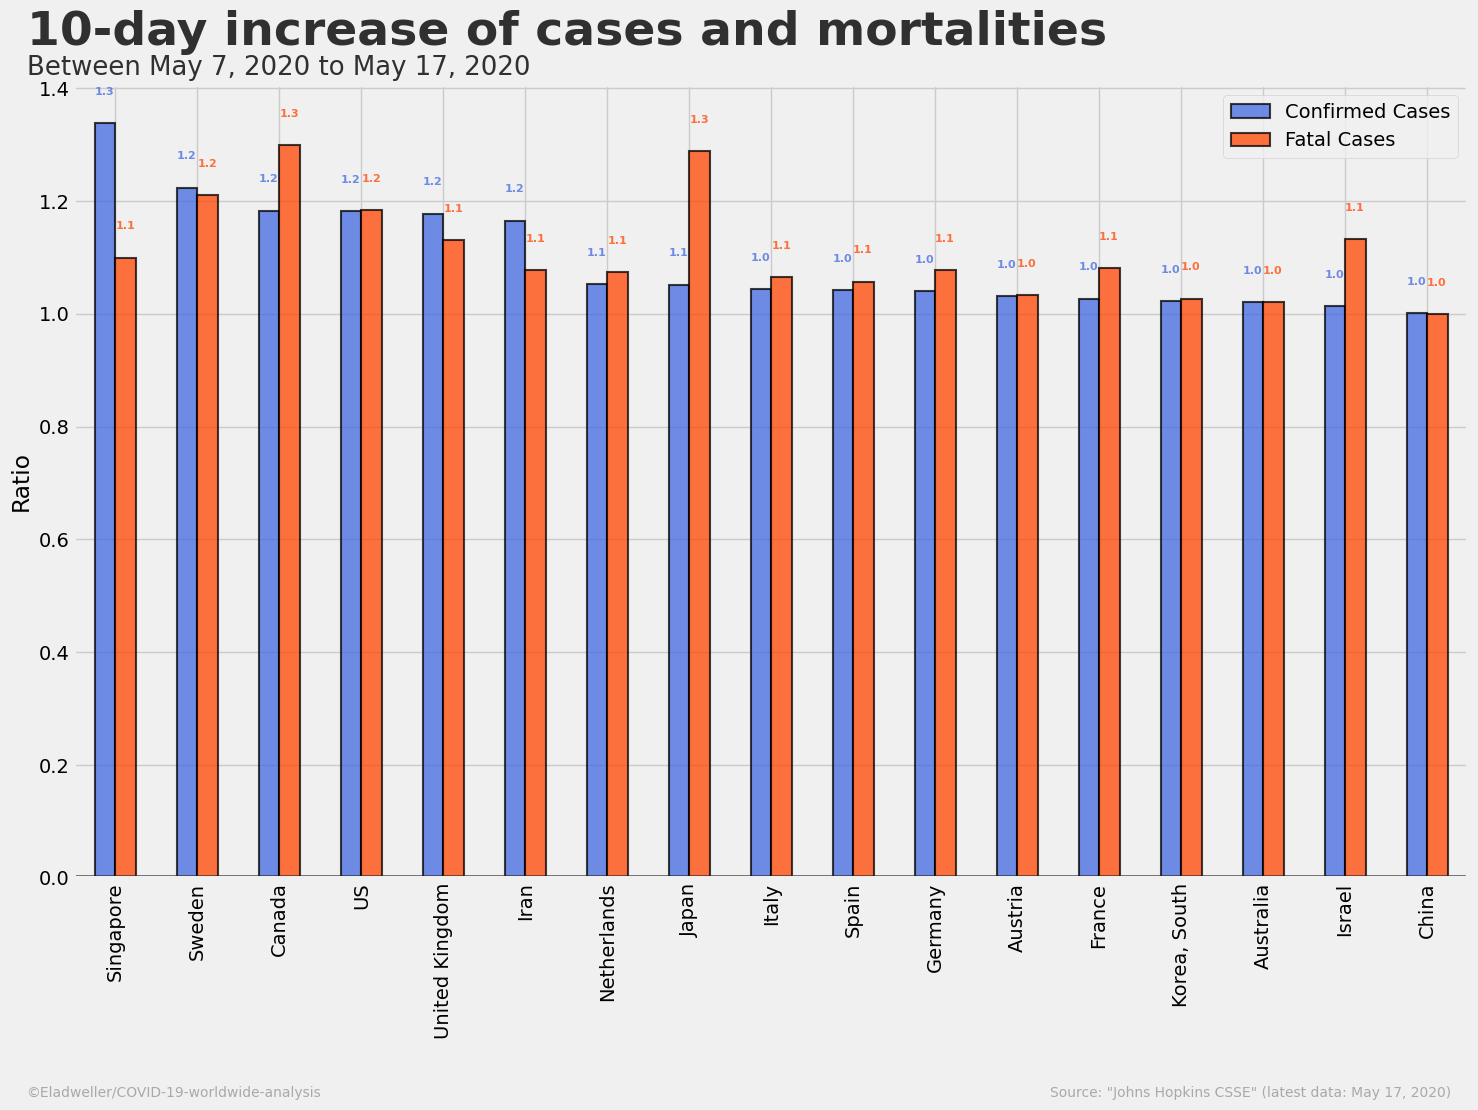 10-day increase of cases and mortalities
Between May 7, 2020 to May 17, 2020
Confirmed Cases
Fatal Cases
Ratio
1.4
1.2
1.0
0.8
0.6
0.4
0.2
0.0
1.3 1.1
1.2 1.2
1.2 1.3
1.2 1.2
1.2 1.1
1.2 1.1
1.1 1.1
1.1 1.3
1.0 1.1
1.0 1.1
1.0 1.1
1.0 1.0
1.0 1.1
1.0 1.0
1.0 1.0
1.0 1.1
1.0 1.0
Singapore
Sweden
Canada
US
United Kingdom
Iran
Netherlands
Japan
Italy
Spain
Germany
Austria
France
Korea, South
Australia
Israel
China
©Eladweller/COVID-19-worldwide-analysis
Source: "Johns Hopkins CSSE" (latest data: May 17, 2020)